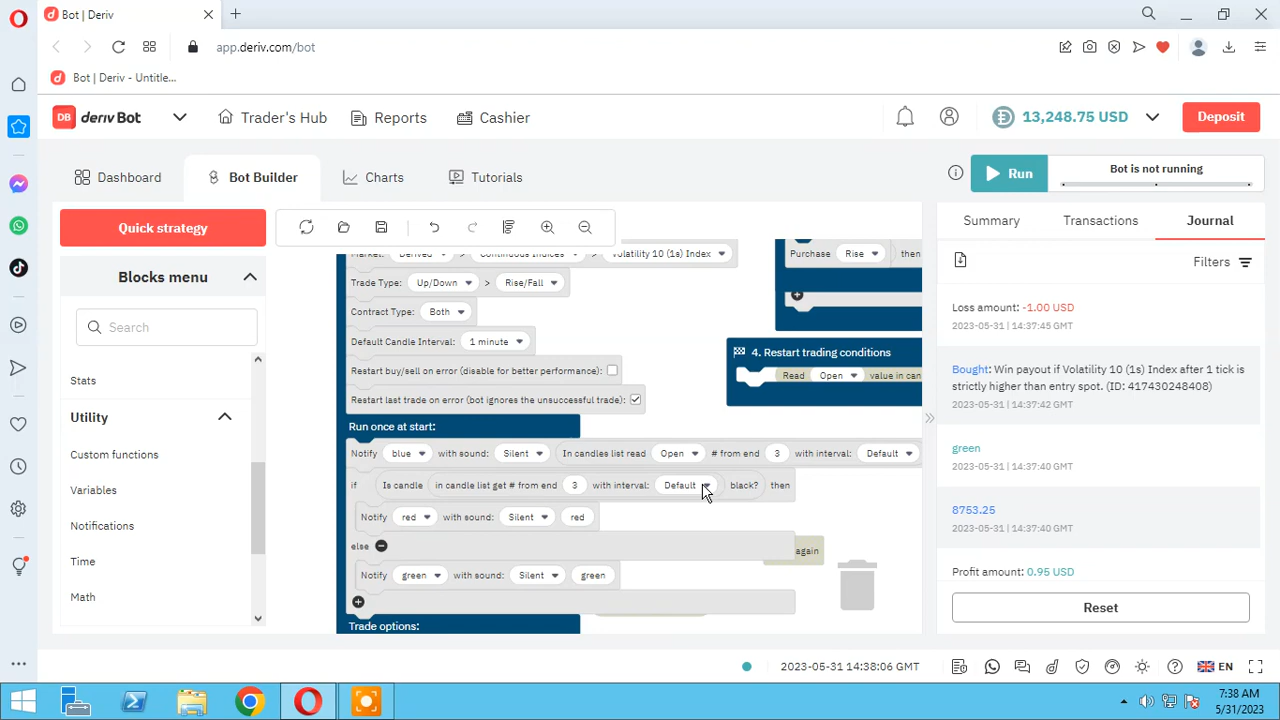 Bot | Deriv
app.deriv.com/bot
Bot | Deriv - Untitle...
DB deriv Bot
Trader's Hub
Reports
Cashier
13,248.75 USD
Deposit
Dashboard
Bot Builder
Charts
Tutorials
Run
Bot is not running
Quick strategy
Summary
Transactions
Journal
Blocks menu
Search
Stats
Utility
Custom functions
Variables
Notifications
Time
Math
Market: Derived > Continuous Indices > Volatility 10 (1s) Index
Trade Type: Up/Down > Rise/Fall
Contract Type: Both
Default Candle Interval: 1 minute
Restart buy/sell on error (disable for better performance):
Restart last trade on error (bot ignores the unsuccessful trade):
Run once at start:
Notify blue with sound: Silent In candles list read Open # from end 3 with interval: Default
if Is candle in candle list get # from end 3 with interval: Default black? then
Notify red with sound: Silent red
else
Notify green with sound: Silent green
Trade options:
Purchase Rise then
4. Restart trading conditions
Read Open value in can
again
Filters
Loss amount: -1.00 USD
2023-05-31 14:37:45 GMT
Bought: Win payout if Volatility 10 (1s) Index after 1 tick is
strictly higher than entry spot. (ID: 417430248408)
2023-05-31 14:37:42 GMT
green
2023-05-31 14:37:40 GMT
8753.25
2023-05-31 14:37:40 GMT
Profit amount: 0.95 USD
Reset
2023-05-31 14:38:06 GMT
EN
7:38 AM
5/31/2023